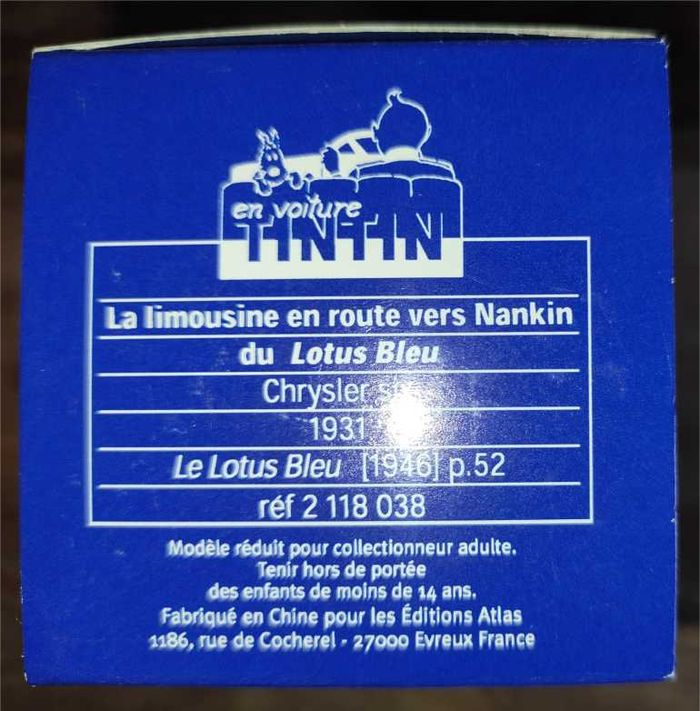 en voiture
TINTIN
La limousine en route vers Nankin
du Lotus Bleu
Chrysler
1931
Le Lotus Bleu [1946] p.52
réf 2 118 038
Modèle réduit pour collectionneur adulte.
Tenir hors de portée
des enfants de moins de 14 ans.
Fabriqué en Chine pour les Éditions Atlas
1186, rue de Cocherel - 27000 Evreux France